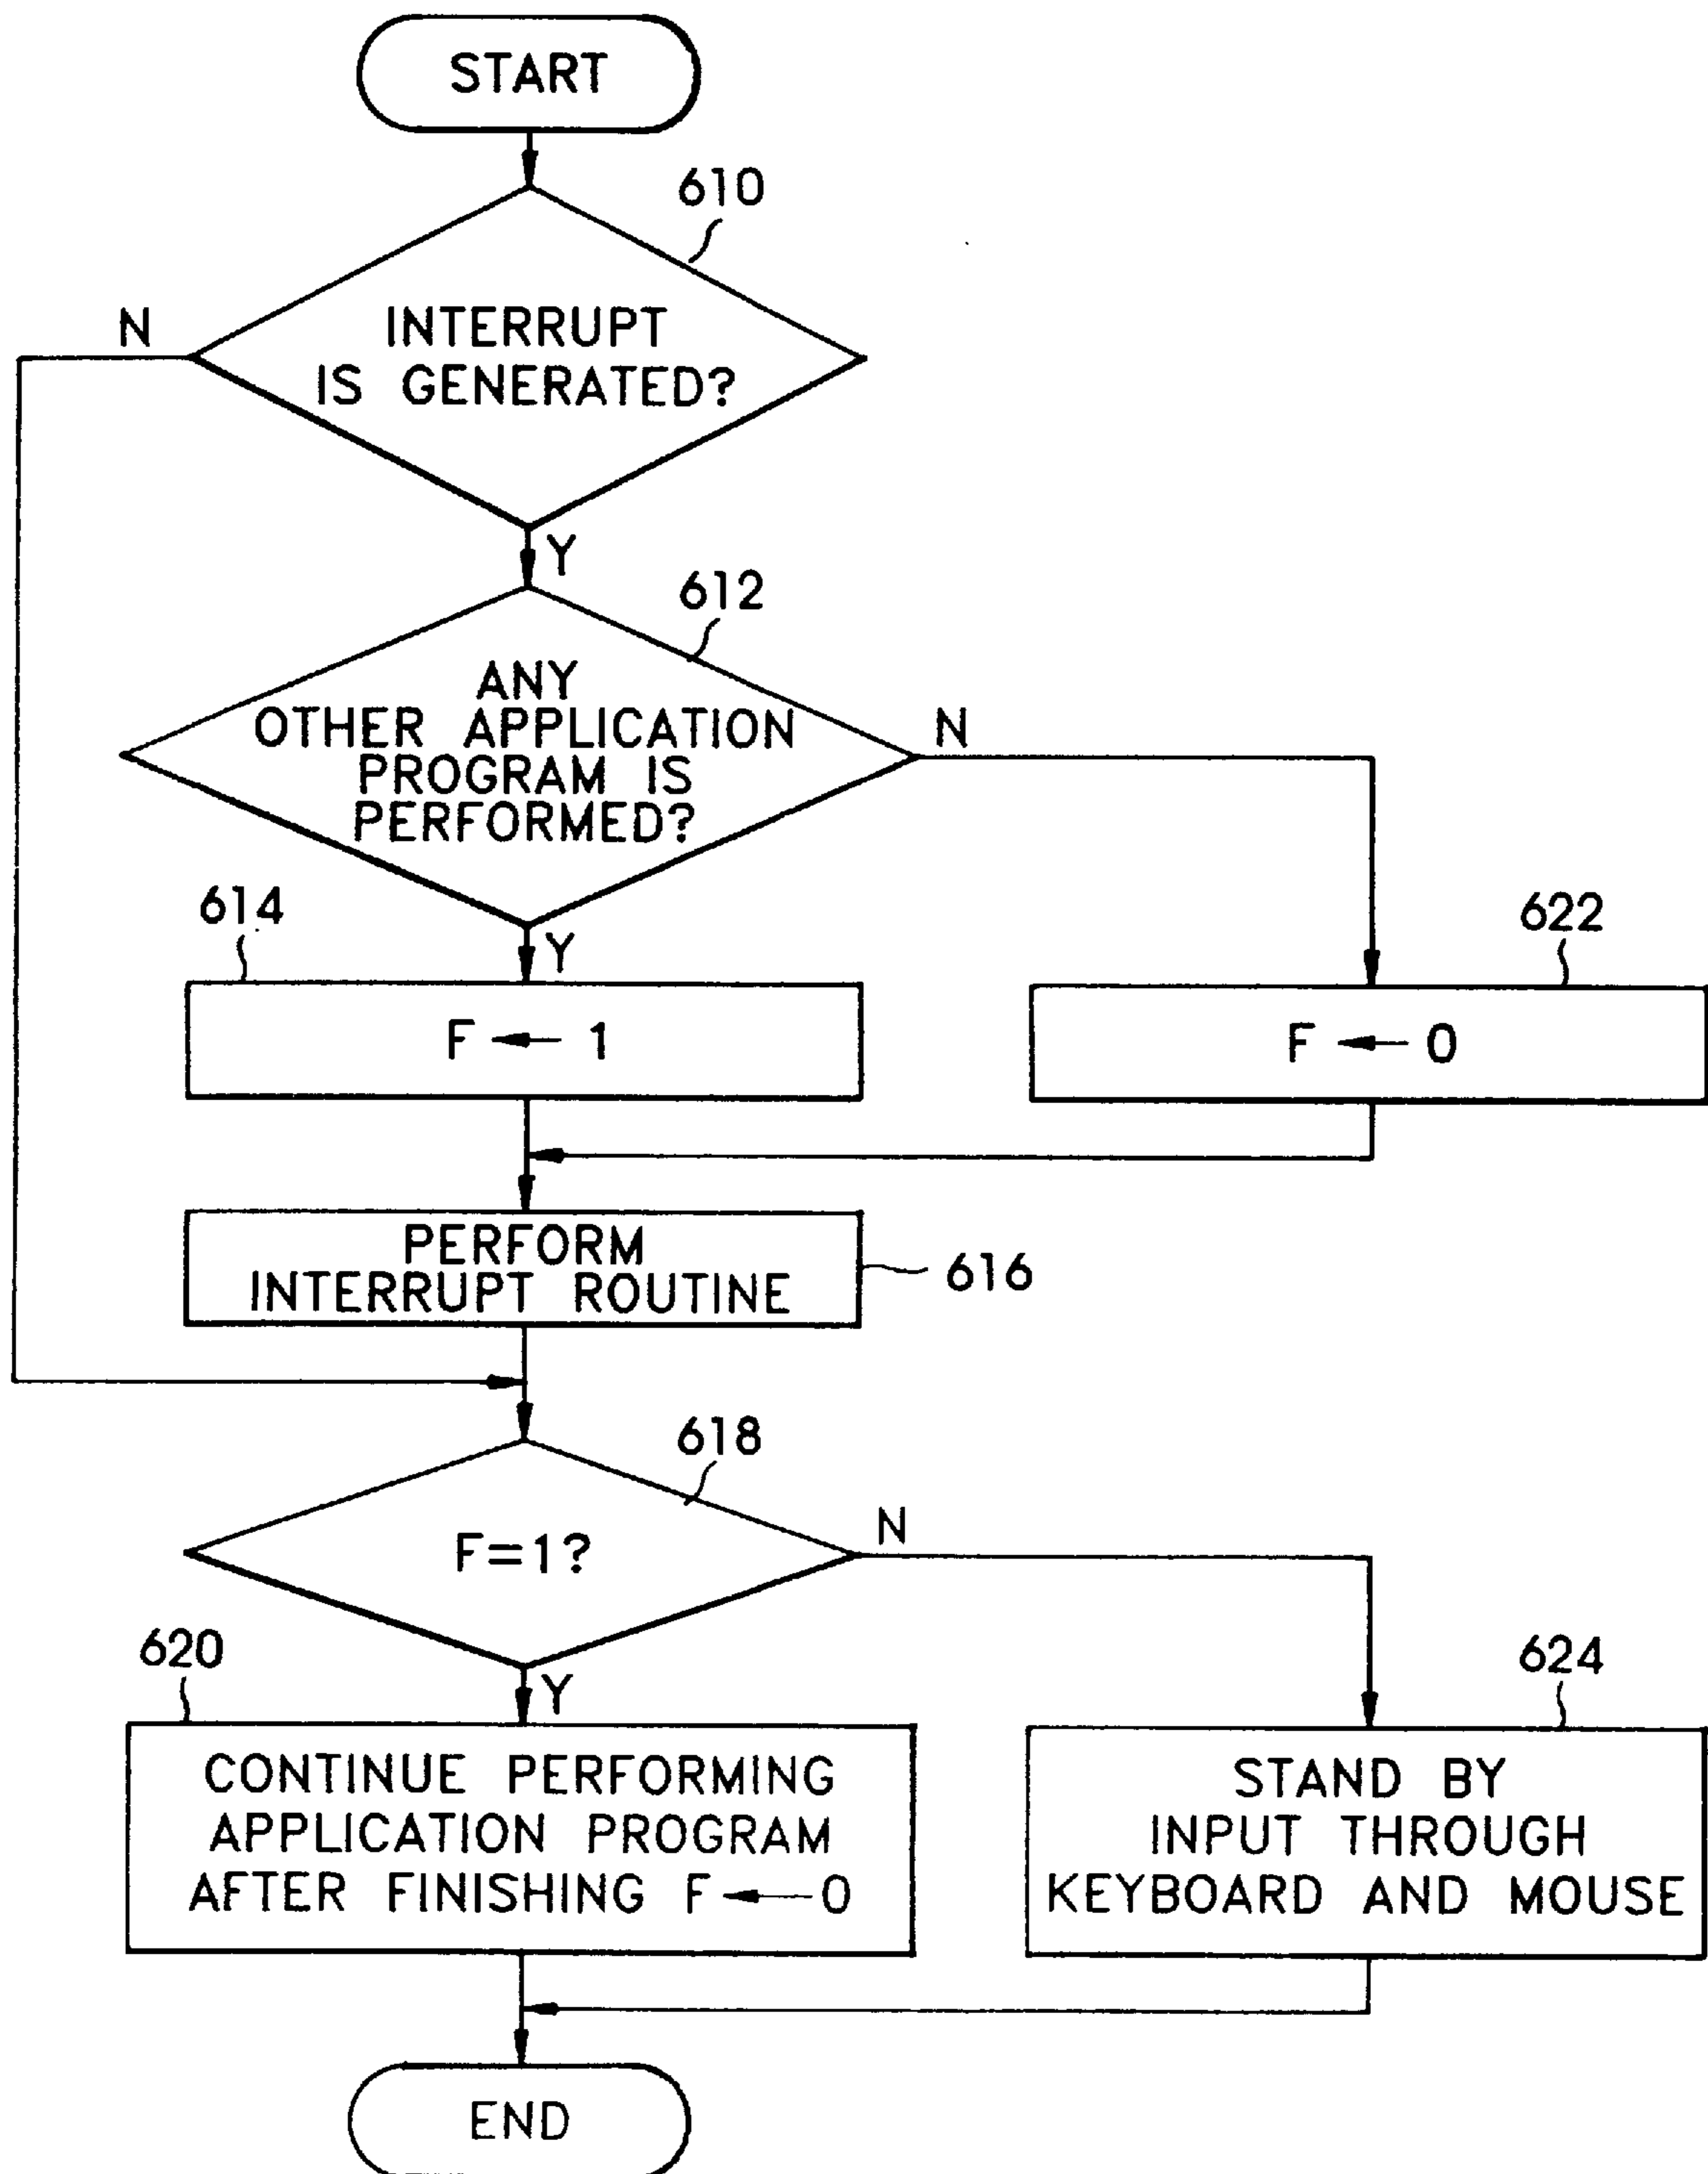 START
610
N
INTERRUPT
IS GENERATED?
Y
612
ANY
OTHER APPLICATION
PROGRAM IS
PERFORMED?
N
614
Y
622
F ← 1
F ← 0
PERFORM
INTERRUPT ROUTINE
616
618
F=1?
N
620
Y
624
CONTINUE PERFORMING
APPLICATION PROGRAM
AFTER FINISHING F ← 0
STAND BY
INPUT THROUGH
KEYBOARD AND MOUSE
END